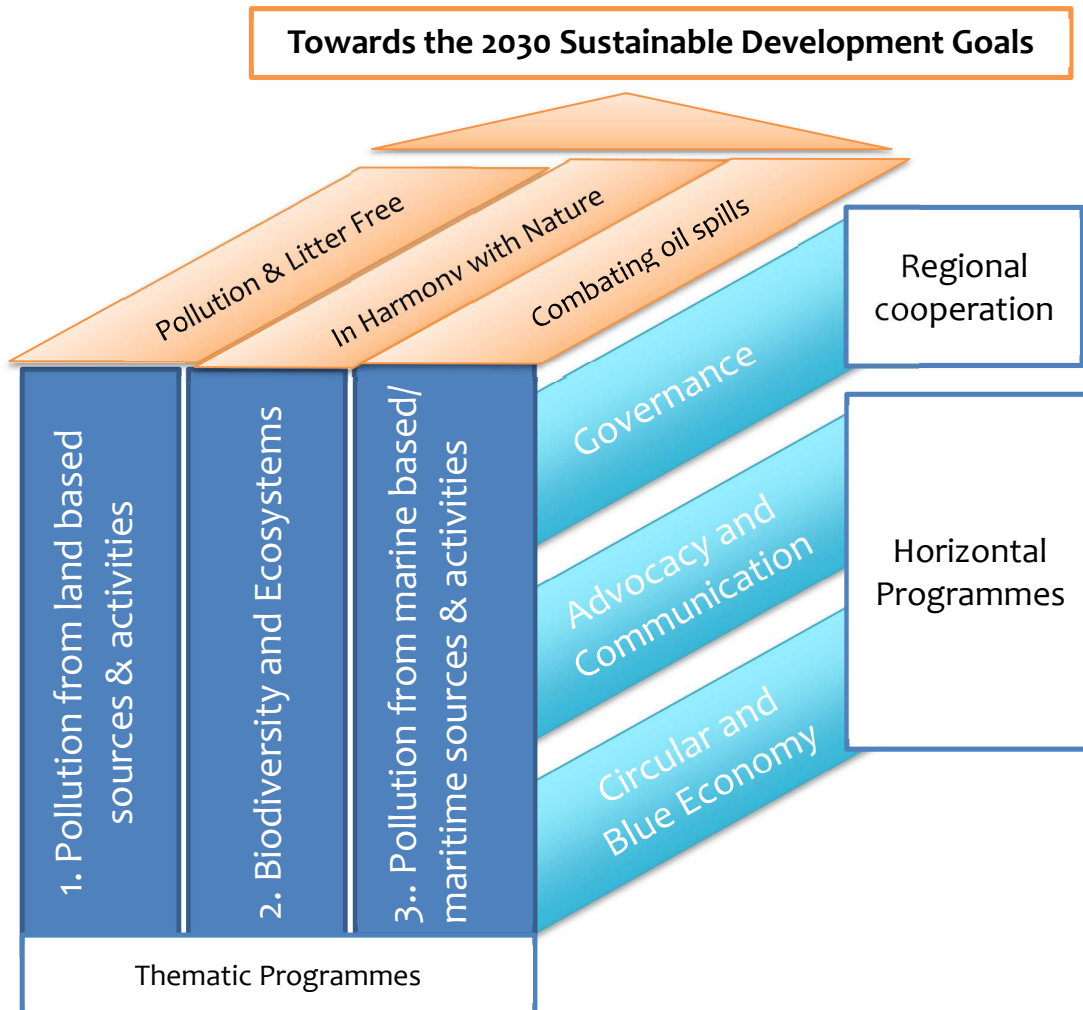 Towards the 2030 Sustainable Development Goals
Pollution & Litter Free
In Harmony with Nature
Combating oil spills
Regional
cooperation
Governance
Advocacy and
Communication
Horizontal
Programmes
Circular and
Blue Economy
1. Pollution from land based
sources & activities
2. Biodiversity and Ecosystems
3.. Pollution from marine based/
maritime sources & activities
Thematic Programmes